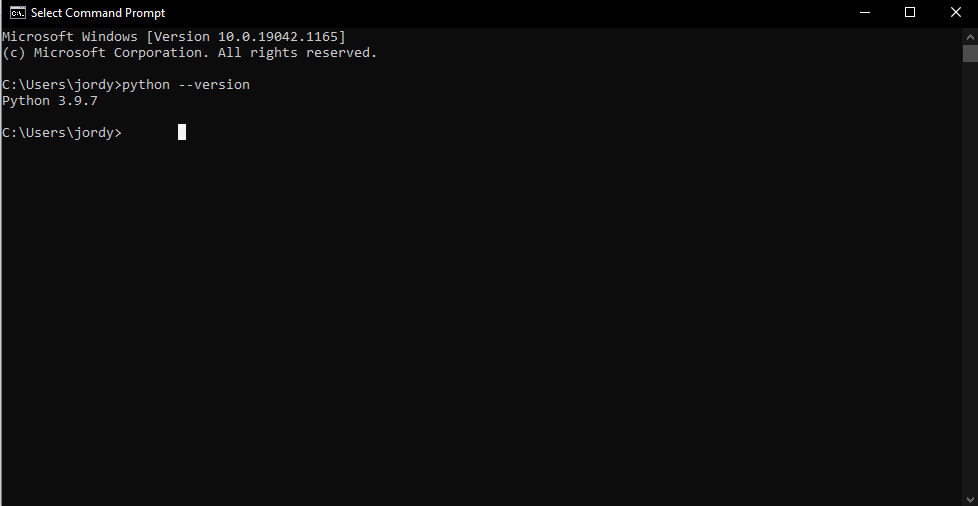 Select Command Prompt
Microsoft Windows [Version 10.0.19042.1165]
(c) Microsoft Corporation. All rights reserved.
C:\Users\jordy>python --version
Python 3.9.7
C:\Users\jordy>